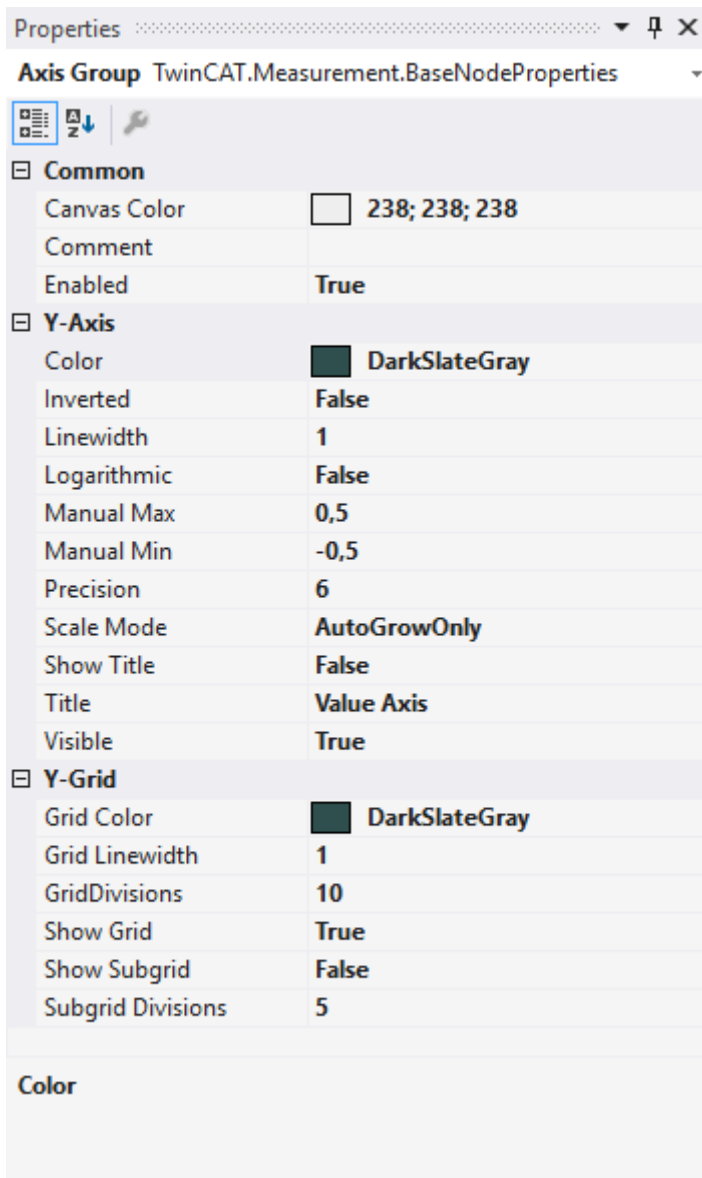 Properties
Axis Group TwinCAT.Measurement.BaseNodeProperties
Common
Canvas Color 238; 238; 238
Comment
Enabled True
Y-Axis
Color DarkSlateGray
Inverted False
Linewidth 1
Logarithmic False
Manual Max 0,5
Manual Min -0,5
Precision 6
Scale Mode AutoGrowOnly
Show Title False
Title Value Axis
Visible True
Y-Grid
Grid Color DarkSlateGray
Grid Linewidth 1
GridDivisions 10
Show Grid True
Show Subgrid False
Subgrid Divisions 5
Color